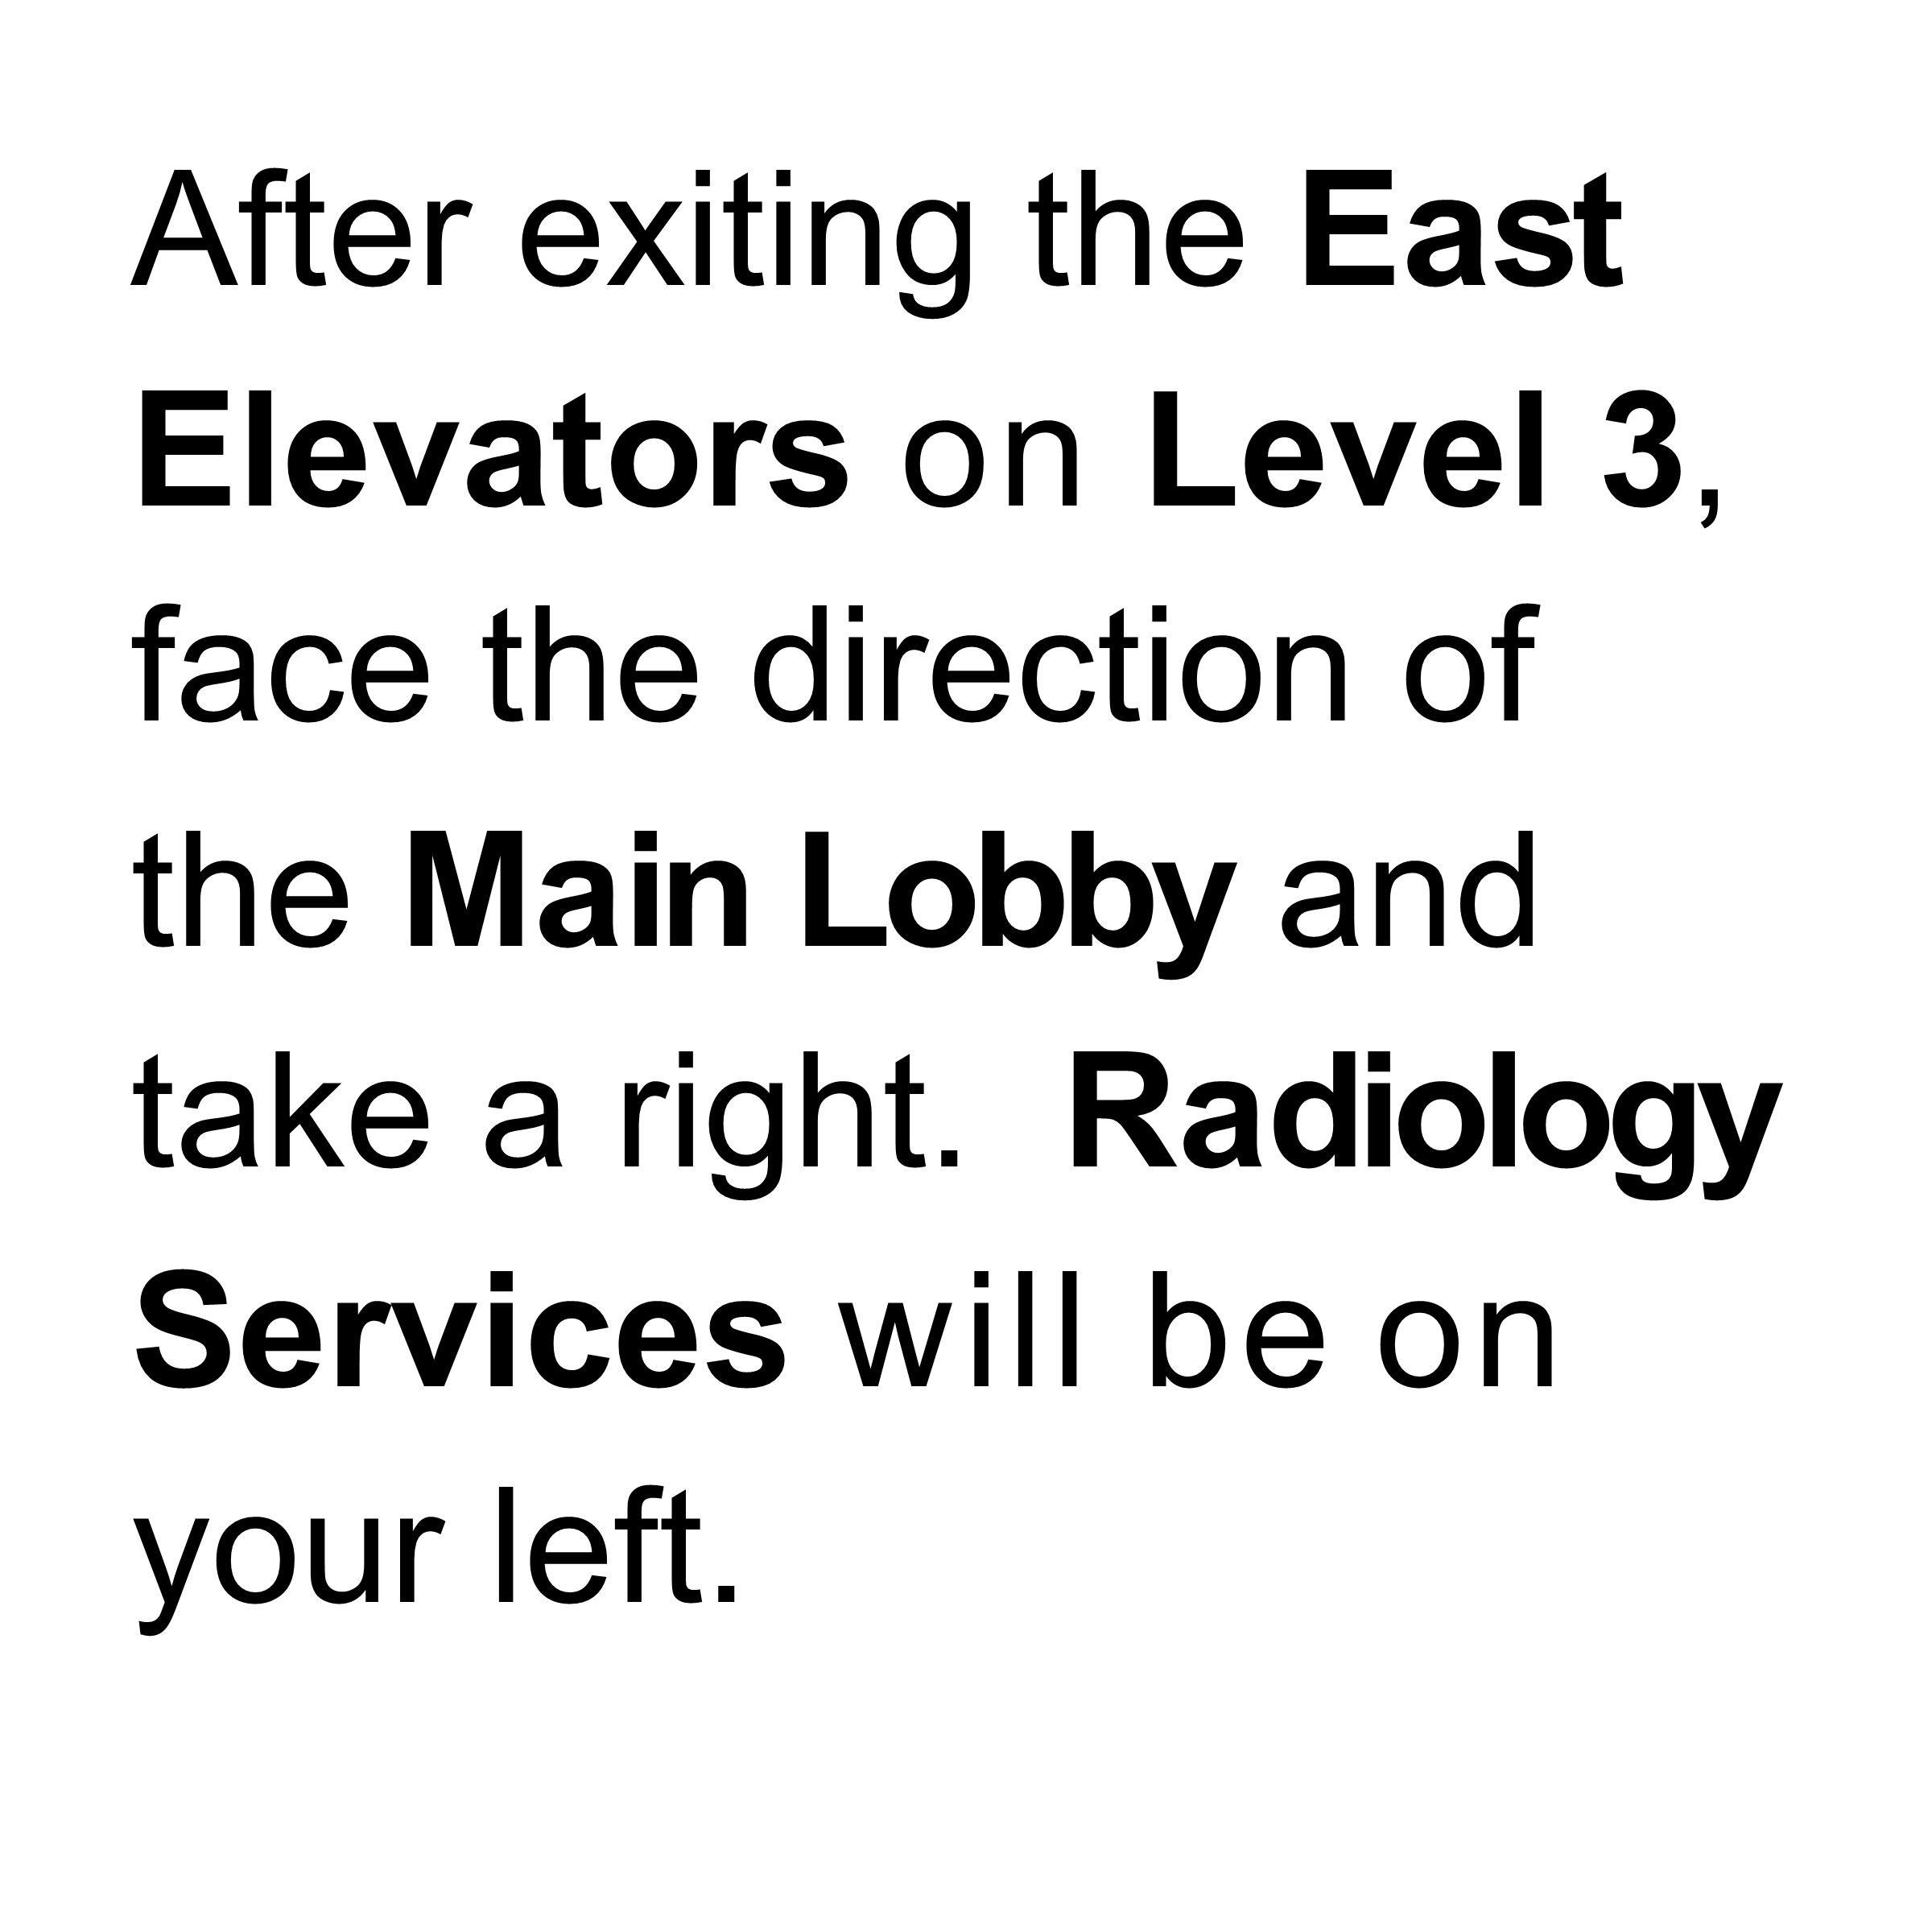 After exiting the East
Elevators on Level 3,
face the direction of
the Main Lobby and
take a right.  Radiology
Services will be on
your left.